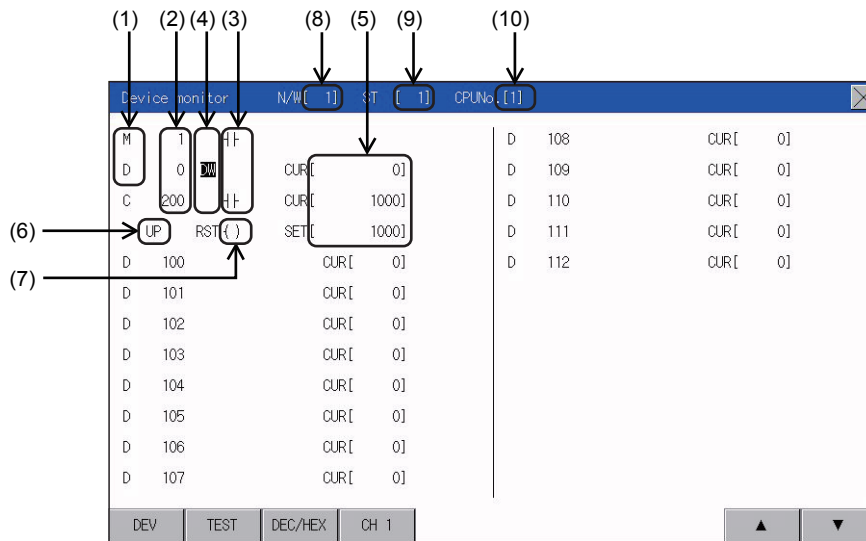 (1) (2) (4) (3) (5) (8) (9) (10)
Device monitor N/W[ 1] ST [ 1] CPUNo.[1]
M 1
D 0 DW CUR[ 0]
C 200 CUR[ 1000]
(6) UP RST( ) SET[ 1000]
(7)
D 100 CUR[ 0]
D 101 CUR[ 0]
D 102 CUR[ 0]
D 103 CUR[ 0]
D 104 CUR[ 0]
D 105 CUR[ 0]
D 106 CUR[ 0]
D 107 CUR[ 0]
D 108 CUR[ 0]
D 109 CUR[ 0]
D 110 CUR[ 0]
D 111 CUR[ 0]
D 112 CUR[ 0]
DEV TEST DEC/HEX CH 1 ▲ ▼